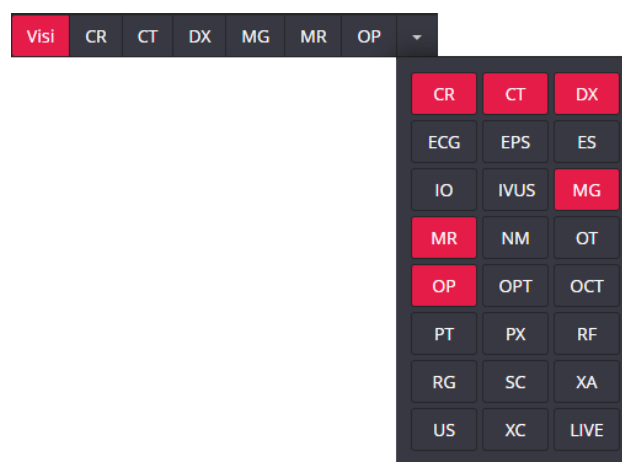 Visi CR CT DX MG MR OP
CR CT DX
ECG EPS ES
IO IVUS MG
MR NM OT
OP OPT OCT
PT PX RF
RG SC XA
US XC LIVE